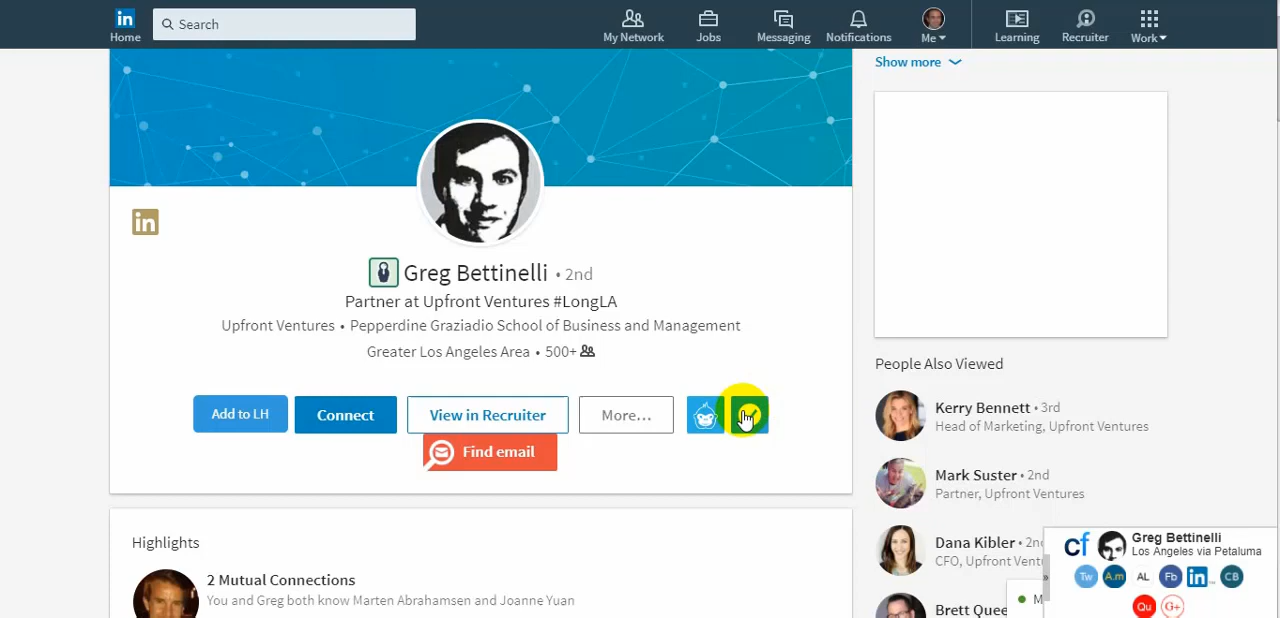 in
Home
Search
My Network
Jobs
Messaging
Notifications
Me
Learning
Recruiter
Work
Show more
in
Greg Bettinelli • 2nd
Partner at Upfront Ventures #LongLA
Upfront Ventures • Pepperdine Graziadio School of Business and Management
Greater Los Angeles Area • 500+
Add to LH
Connect
View in Recruiter
More...
Find email
Highlights
2 Mutual Connections
You and Greg both know Marten Abrahamsen and Joanne Yuan
People Also Viewed
Kerry Bennett • 3rd
Head of Marketing, Upfront Ventures
Mark Suster • 2nd
Partner, Upfront Ventures
Dana Kibler •
CFO, Upfront
Brett
cf
Greg Bettinelli
Los Angeles via Petaluma
Tw
A.m
AL
Fb
in
CB
Qu
G+